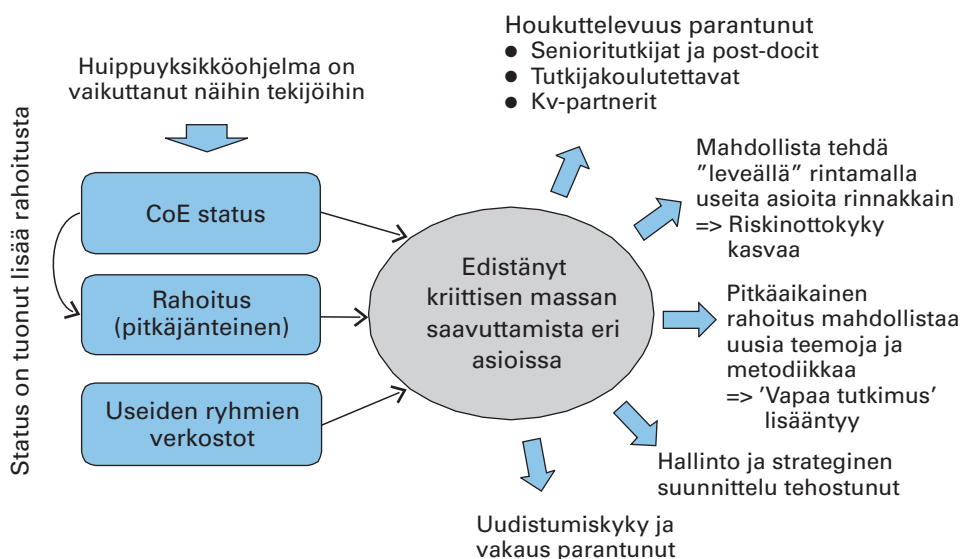 Status on tuonut lisää rahoitusta
Huippuyksikköohjelma on
vaikuttanut näihin tekijöihin
CoE status
Rahoitus
(pitkäjänteinen)
Useiden ryhmien
verkostot
Edistänyt
kriittisen massan
saavuttamista eri
asioissa
Houkuttelevuus parantunut
● Senioritutkijat ja post-docit
● Tutkijakoulutettavat
● Kv-partnerit
Mahdollista tehdä
”leveällä” rintamalla
useita asioita rinnakkain
=> Riskinottokyky
kasvaa
Pitkäaikainen
rahoitus mahdollistaa
uusia teemoja ja
metodiikkaa
=> ’Vapaa tutkimus’
lisääntyy
Hallinto ja strateginen
suunnittelu tehostunut
Uudistumiskyky ja
vakaus parantunut